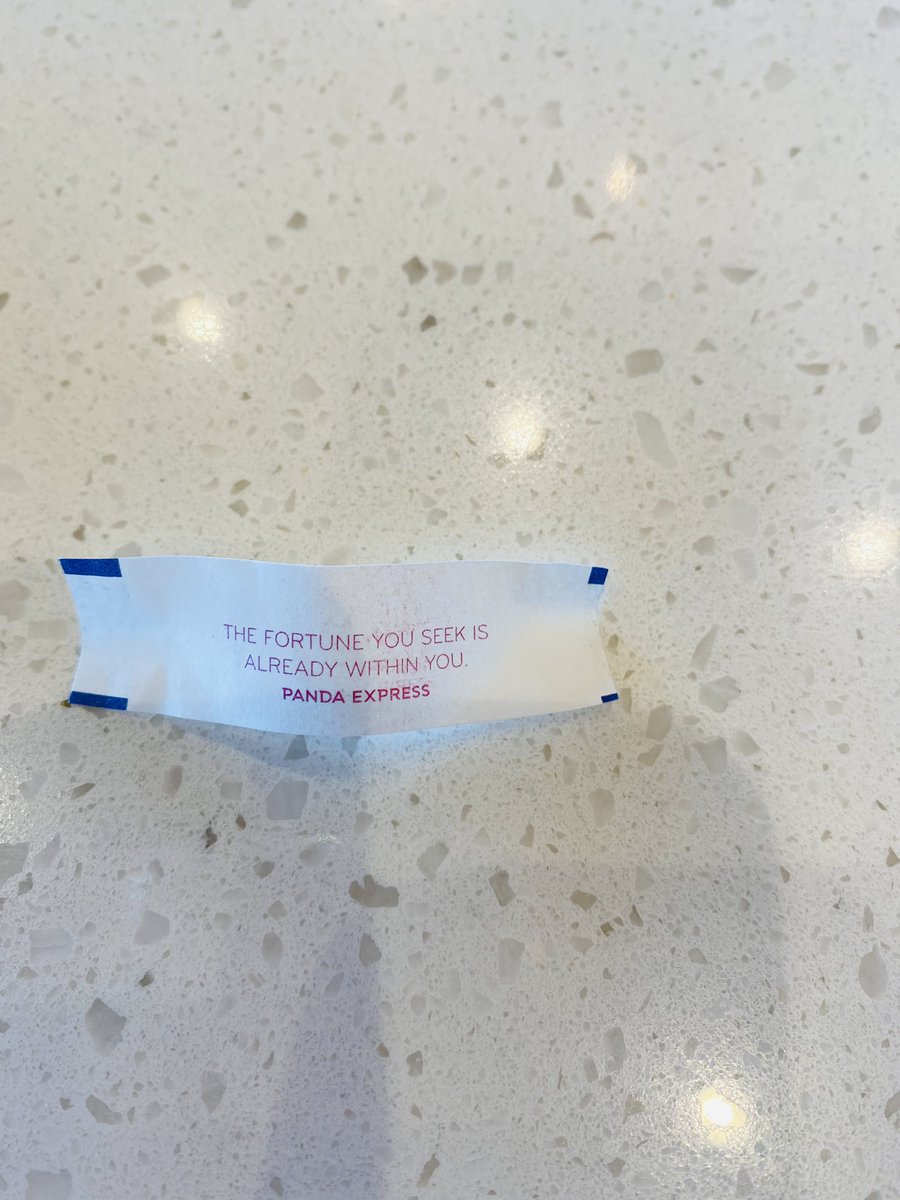 THE FORTUNE YOU SEEK IS
ALREADY WITHIN YOU.
PANDA EXPRESS